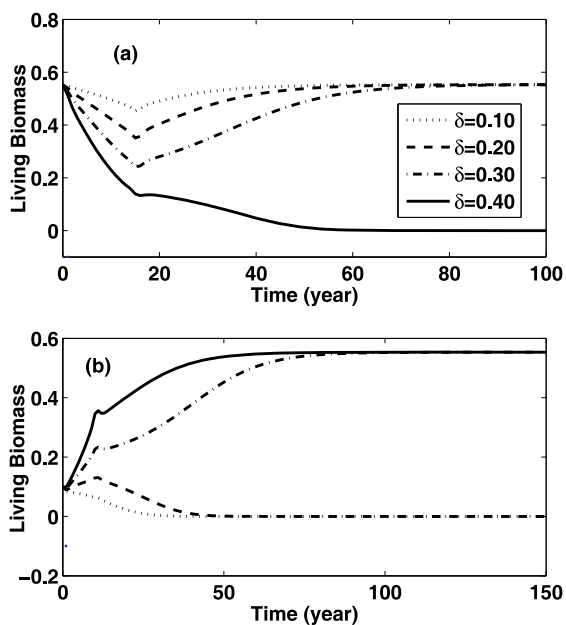 (a)
Living Biomass
0.8
0.6
0.4
0.2
0
δ=0.10
δ=0.20
δ=0.30
δ=0.40
0 20 40 60 80 100
Time (year)
(b)
Living Biomass
0.6
0.4
0.2
0
−0.2
0 50 100 150
Time (year)